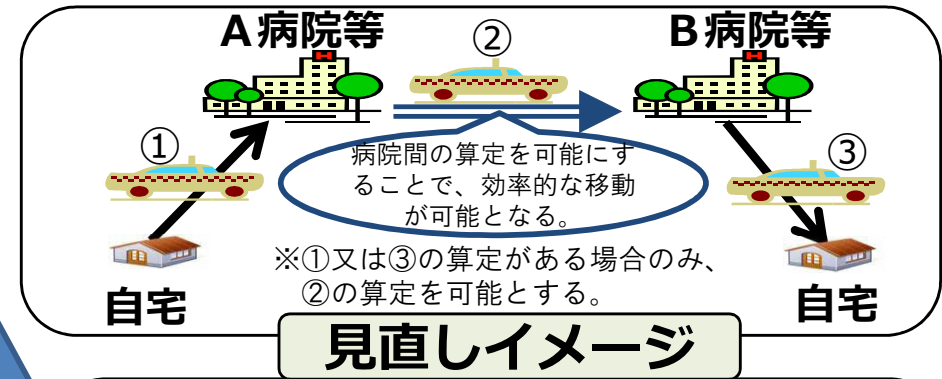 A病院等
②
B病院等
①
③
病院間の算定を可能にす
ることで、効率的な移動
が可能となる。
※①又は③の算定がある場合のみ、
②の算定を可能とする。
自宅
自宅
見直しイメージ